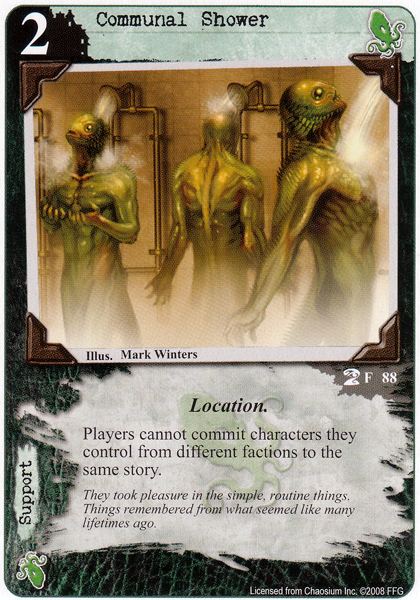 2
Communal Shower
Illus. Mark Winters
F 88
Location.
Players cannot commit characters they
control from different factions to the
same story.
They took pleasure in the simple, routine things.
Things remembered from what seemed like many
lifetimes ago.
Support
Licensed from Chaosium Inc. ©2008 FFG